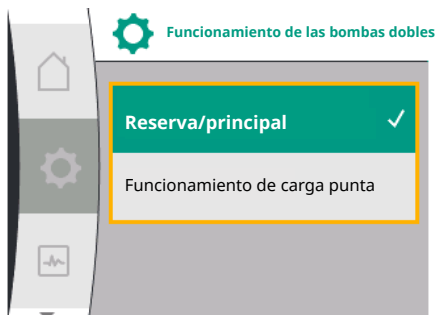 Funcionamiento de las bombas dobles
Reserva/principal
Funcionamiento de carga punta